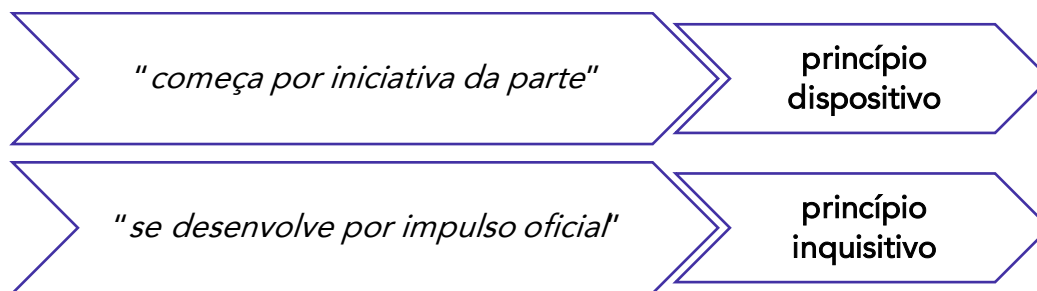 "começa por iniciativa da parte"
princípio
dispositivo
"se desenvolve por impulso oficial"
princípio
inquisitivo